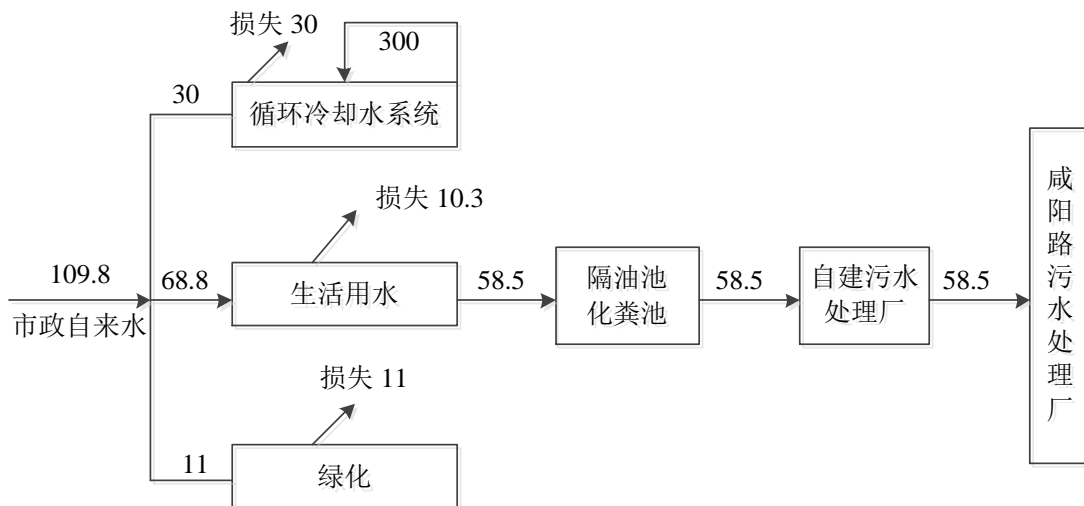 损失 30
300
30
循环冷却水系统
损失 10.3
109.8
市政自来水
68.8
生活用水
58.5
隔油池
化粪池
58.5
自建污水
处理厂
58.5
咸阳路污水处理厂
损失 11
11
绿化